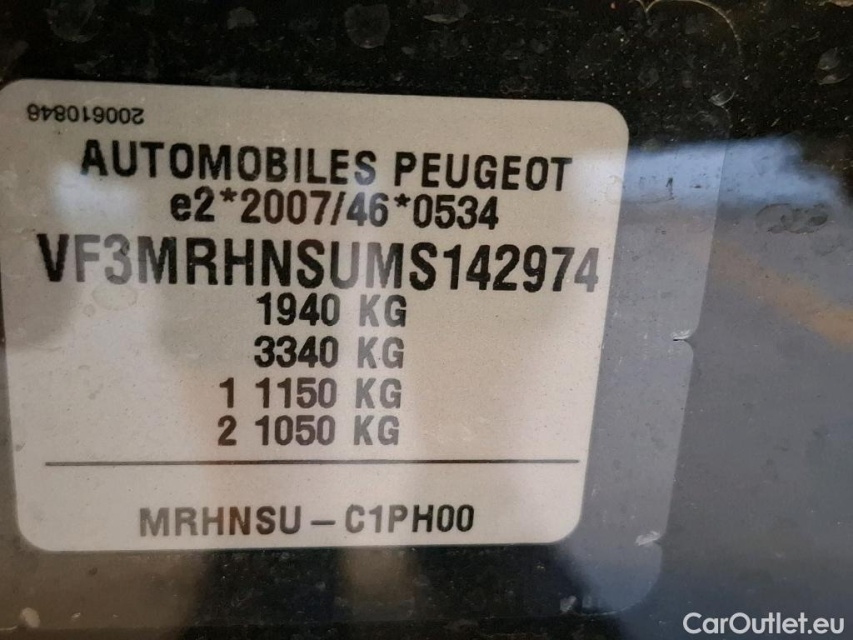 200610846
AUTOMOBILES PEUGEOT
e2*2007/46*0534
VF3MRHNSUMS142974
1940 KG
3340 KG
1 1150 KG
2 1050 KG
MRHNSU – C1PH00
CarOutlet.eu